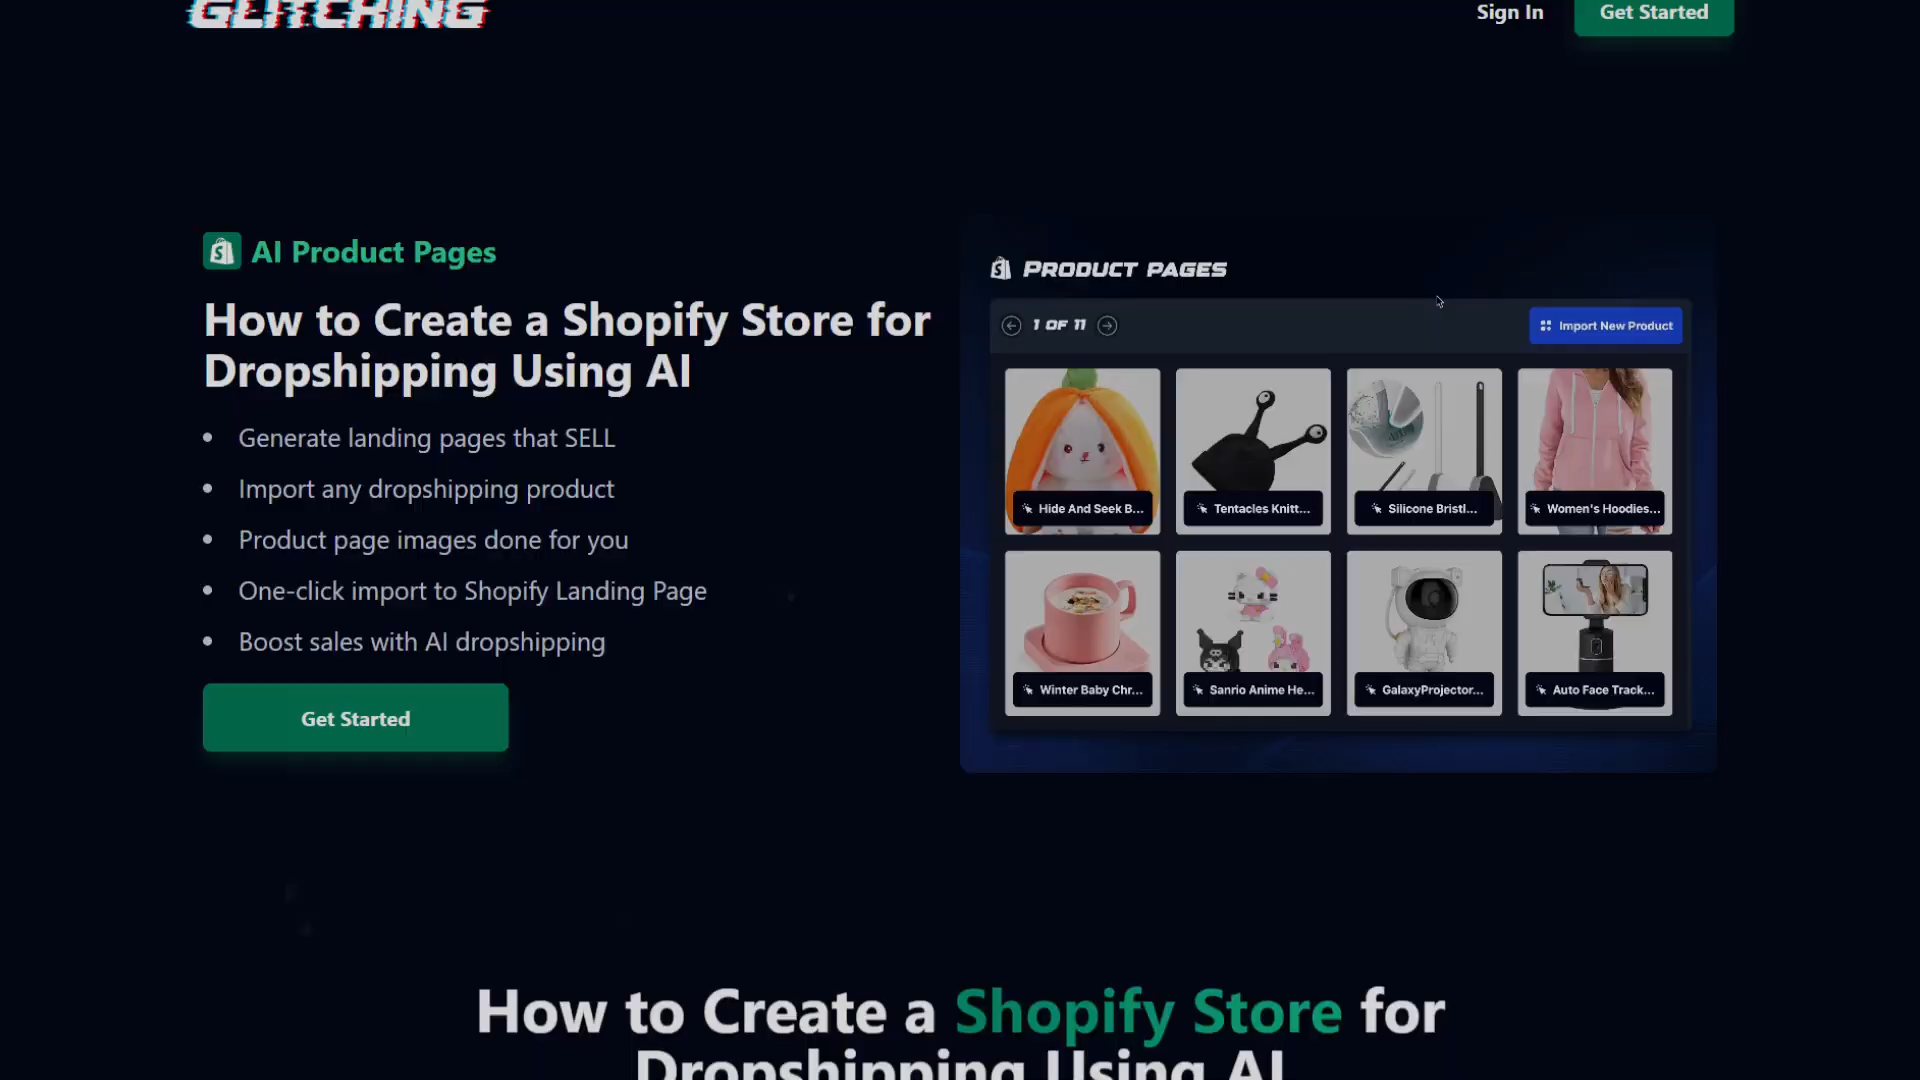 GLITCHING
Sign In
Get Started
AI Product Pages
How to Create a Shopify Store for
Dropshipping Using AI
• Generate landing pages that SELL
• Import any dropshipping product
• Product page images done for you
• One-click import to Shopify Landing Page
• Boost sales with AI dropshipping
Get Started
PRODUCT PAGES
1 OF 11
Import New Product
Hide And Seek B...
Tentacles Knitt...
Silicone Bristl...
Women's Hoodies...
Winter Baby Chr...
Sanrio Anime He...
GalaxyProjector...
Auto Face Track...
How to Create a Shopify Store for
Dropshipping Using AI